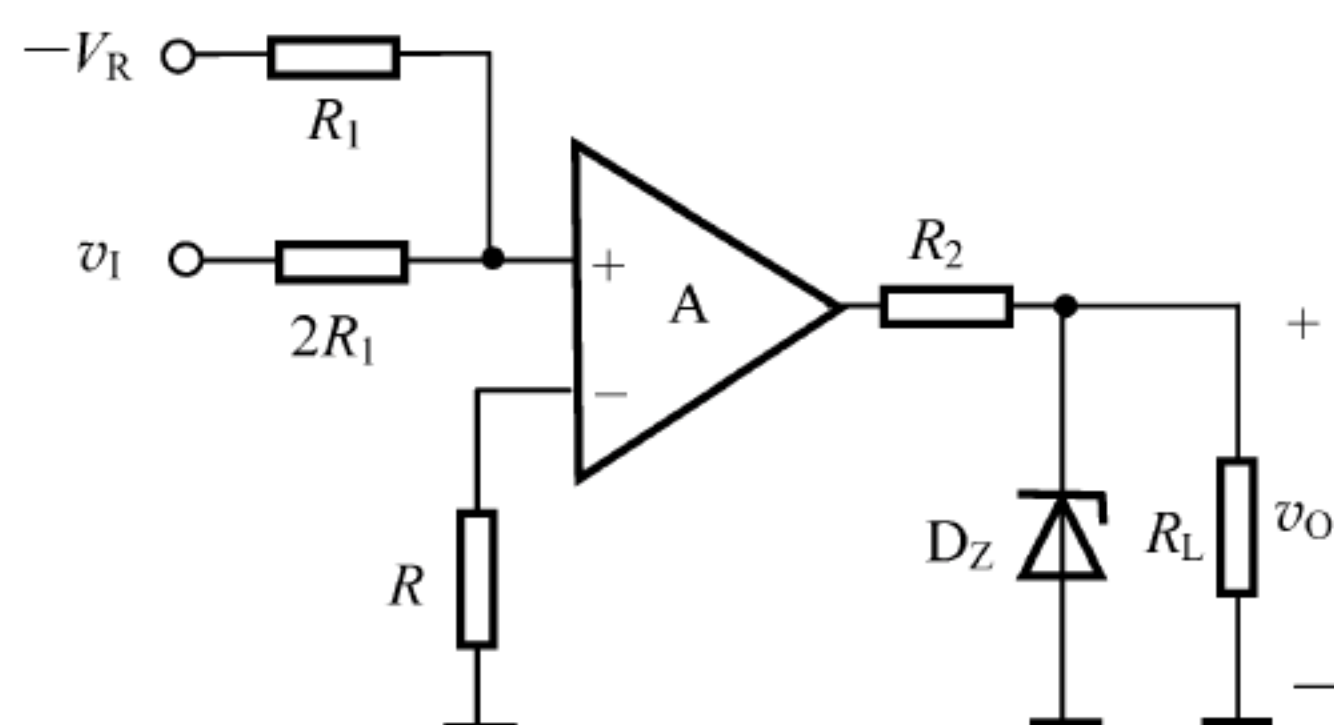 −V_R
R_1
v_I
2R_1
+
A
−
R
R_2
+
D_Z
R_L
v_O
−